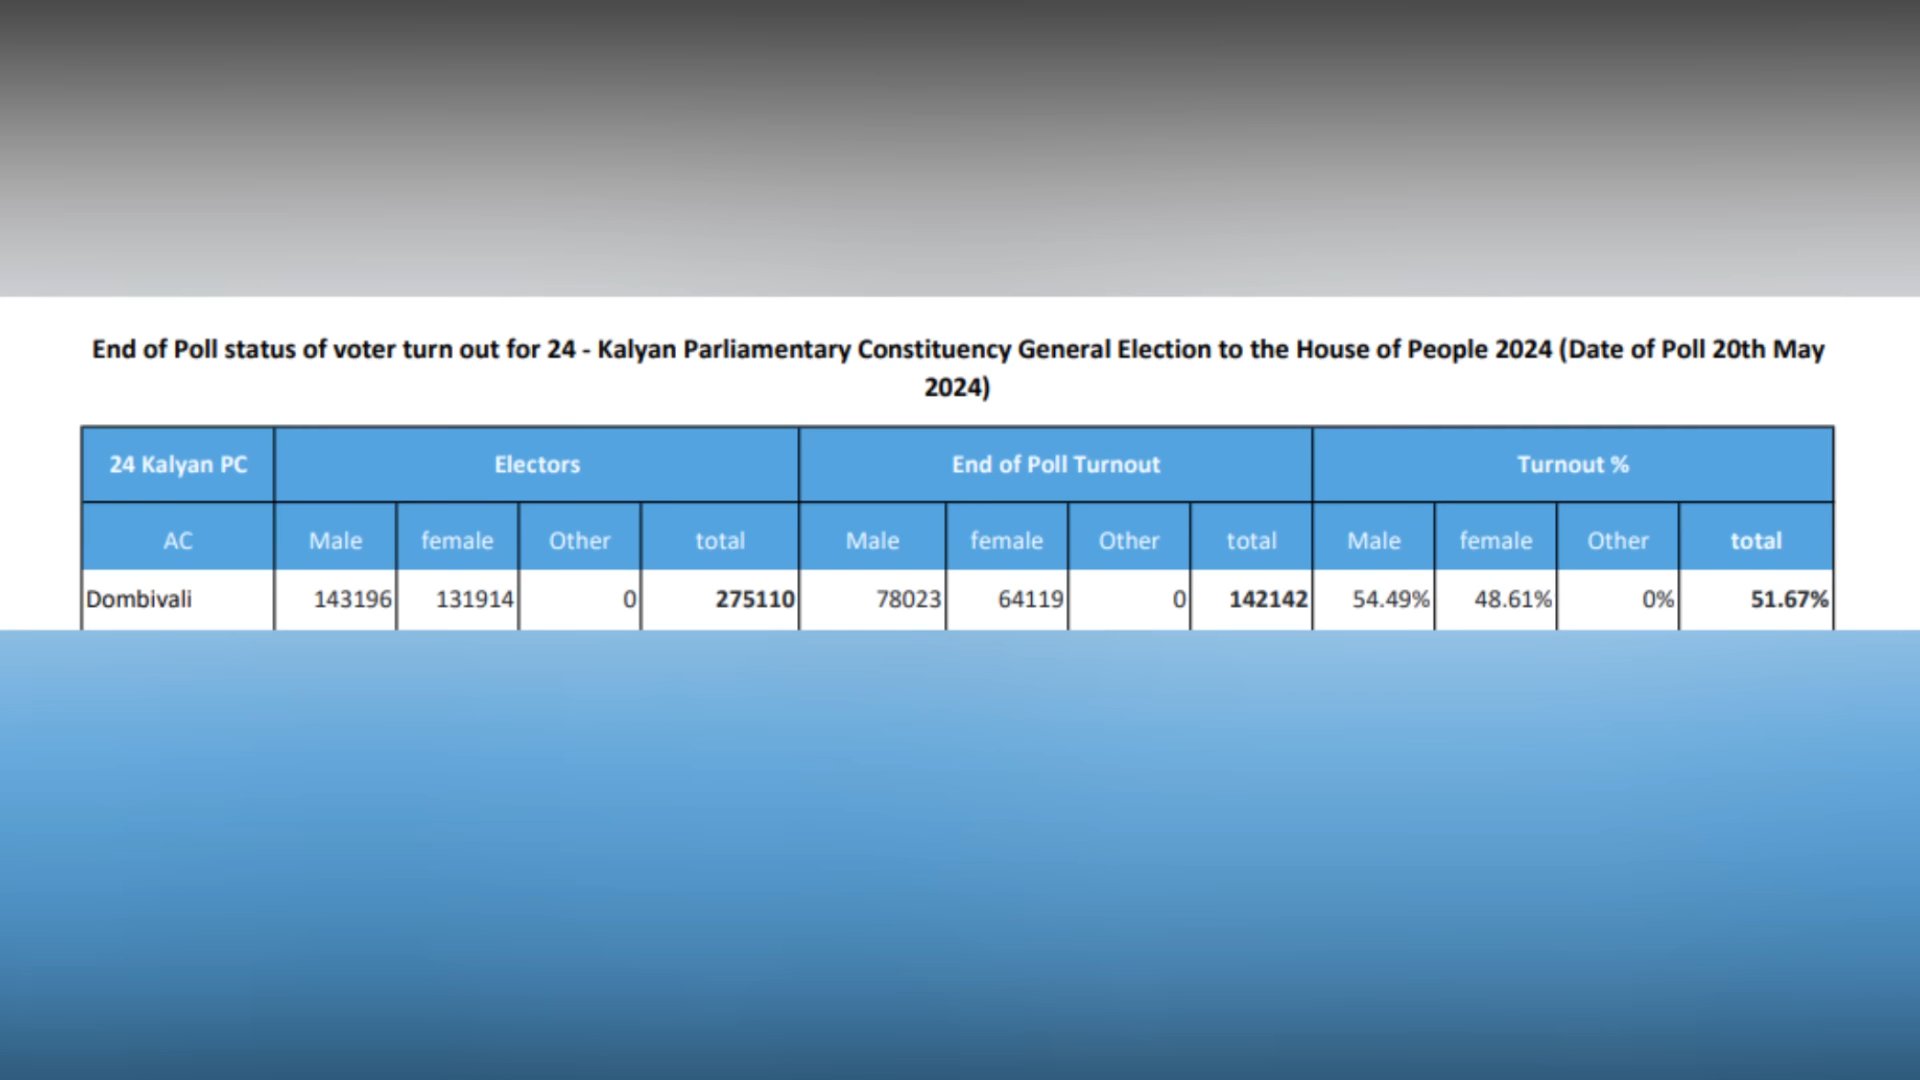 End of Poll status of voter turn out for 24 - Kalyan Parliamentary Constituency General Election to the House of People 2024 (Date of Poll 20th May
2024)
24 Kalyan PC Electors End of Poll Turnout Turnout %
AC Male female Other total Male female Other total Male female Other total
Dombivali 143196 131914 0 275110 78023 64119 0 142142 54.49% 48.61% 0% 51.67%